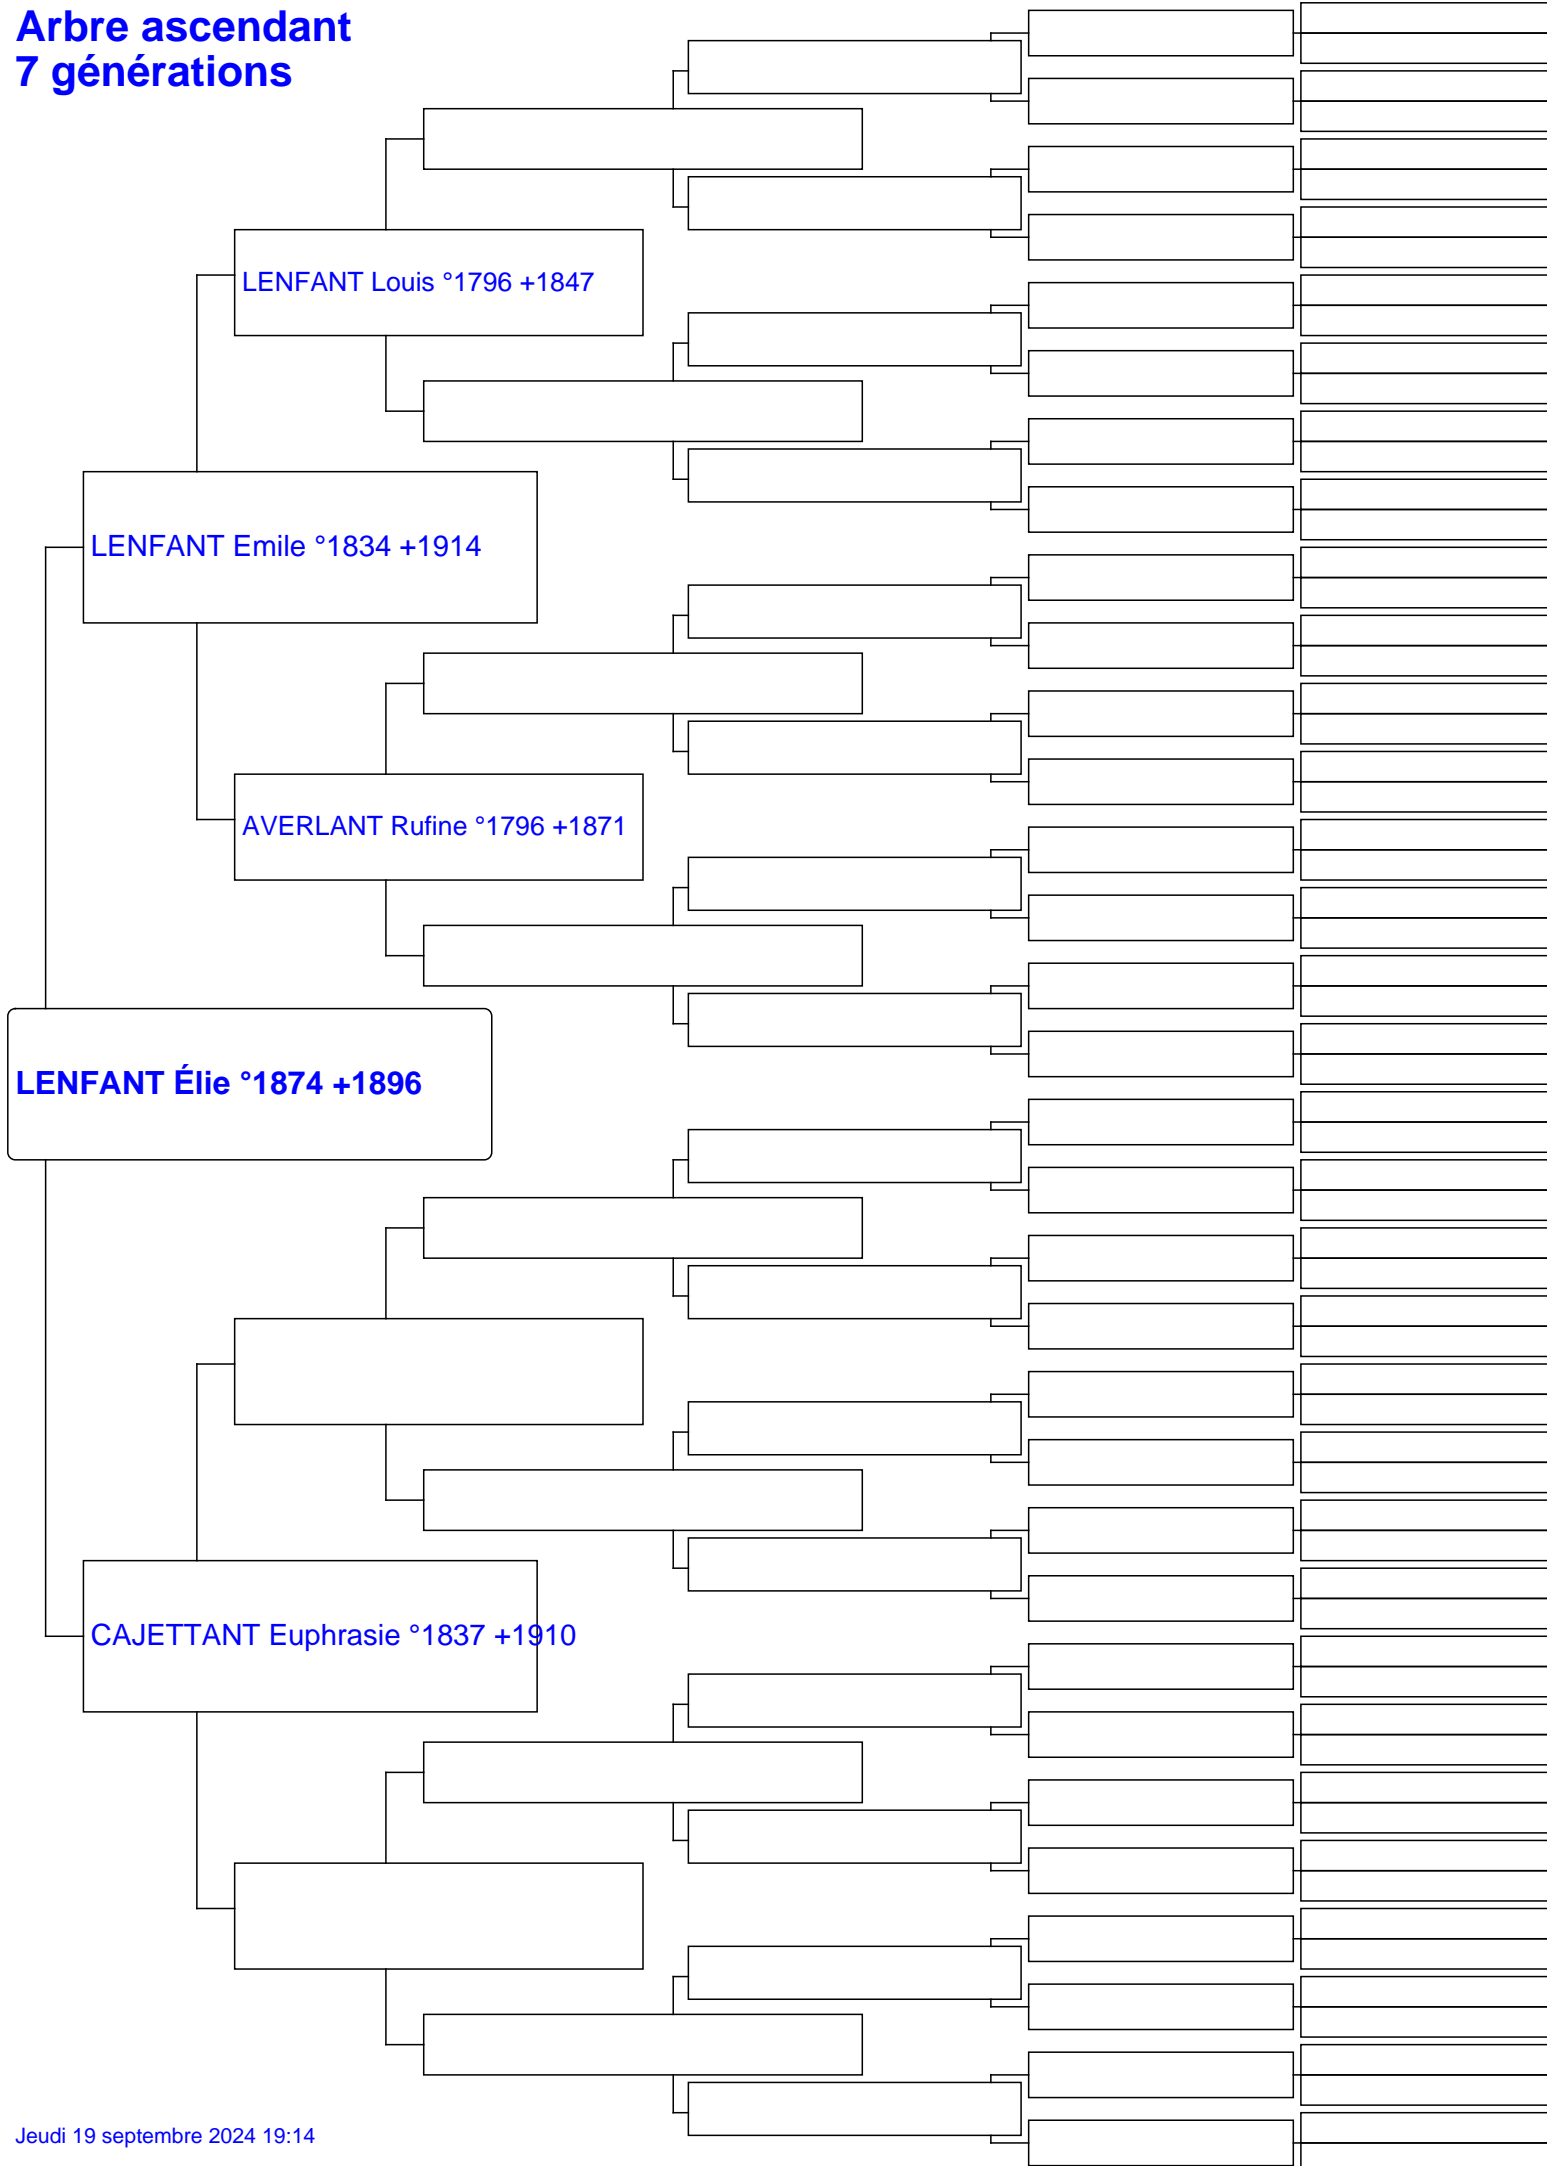 Arbre ascendant
7 générations
LENFANT Louis °1796 +1847
LENFANT Emile °1834 +1914
AVERLANT Rufine °1796 +1871
LENFANT Élie °1874 +1896
CAJETTANT Euphrasie °1837 +1910
Jeudi 19 septembre 2024 19:14